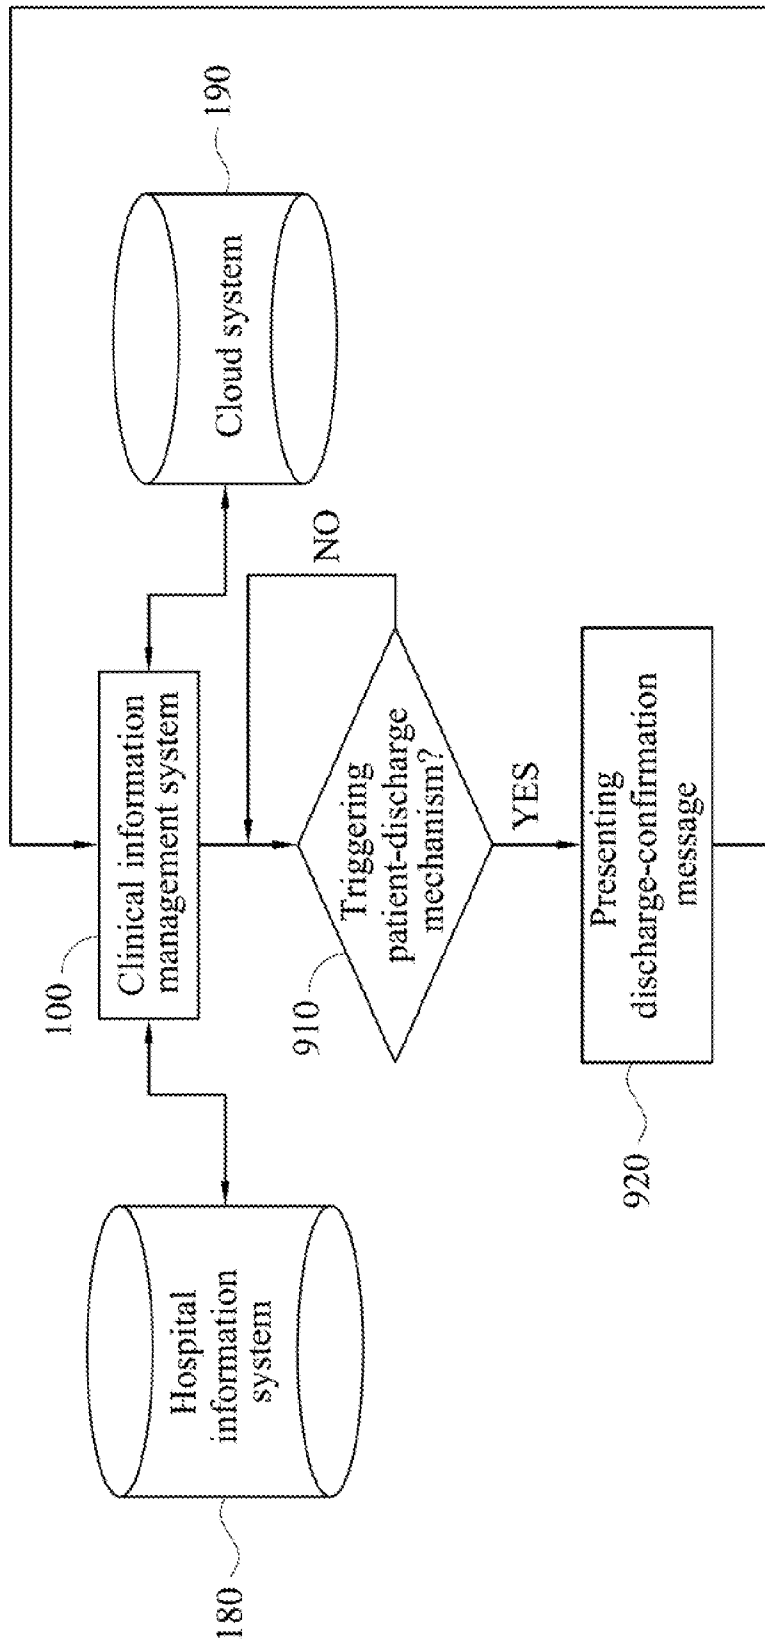 190
Cloud system
Clinical information
management system
100
Hospital
information
system
180
Triggering
patient-discharge
mechanism?
910
NO
YES
Presenting
discharge-confirmation
message
920